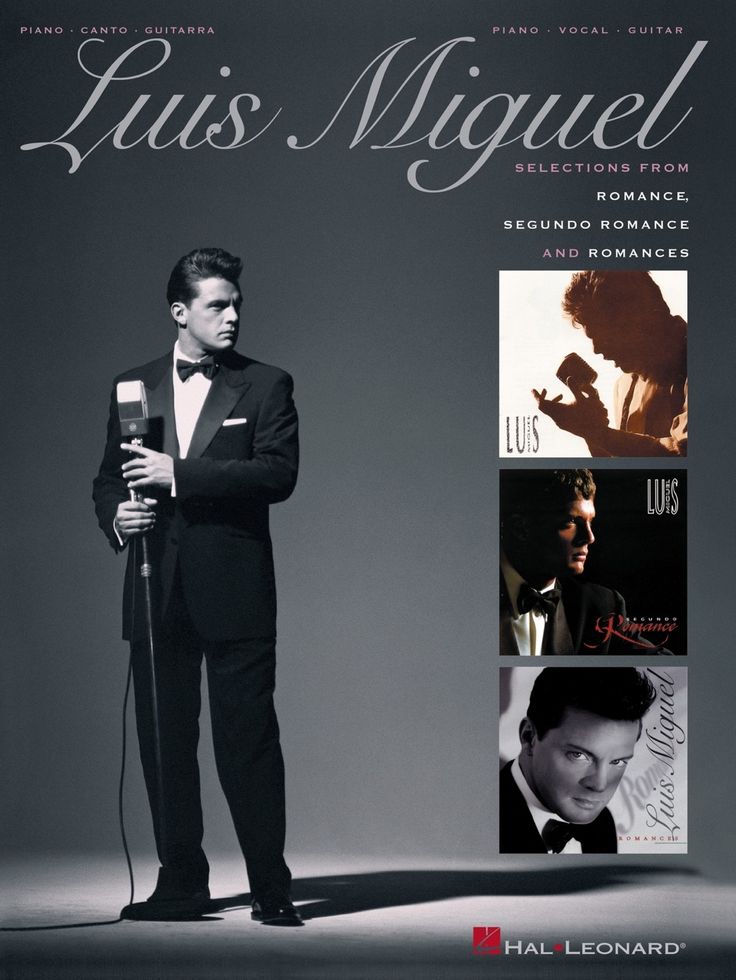 PIANO · CANTO · GUITARRA
PIANO · VOCAL · GUITAR
Luis Miguel
SELECTIONS FROM
ROMANCE,
SEGUNDO ROMANCE
AND ROMANCES
LUIS
MIGUEL
LUIS
MIGUEL
SEGUNDO
Romance
Luis Miguel
ROMANCES
HAL•LEONARD®